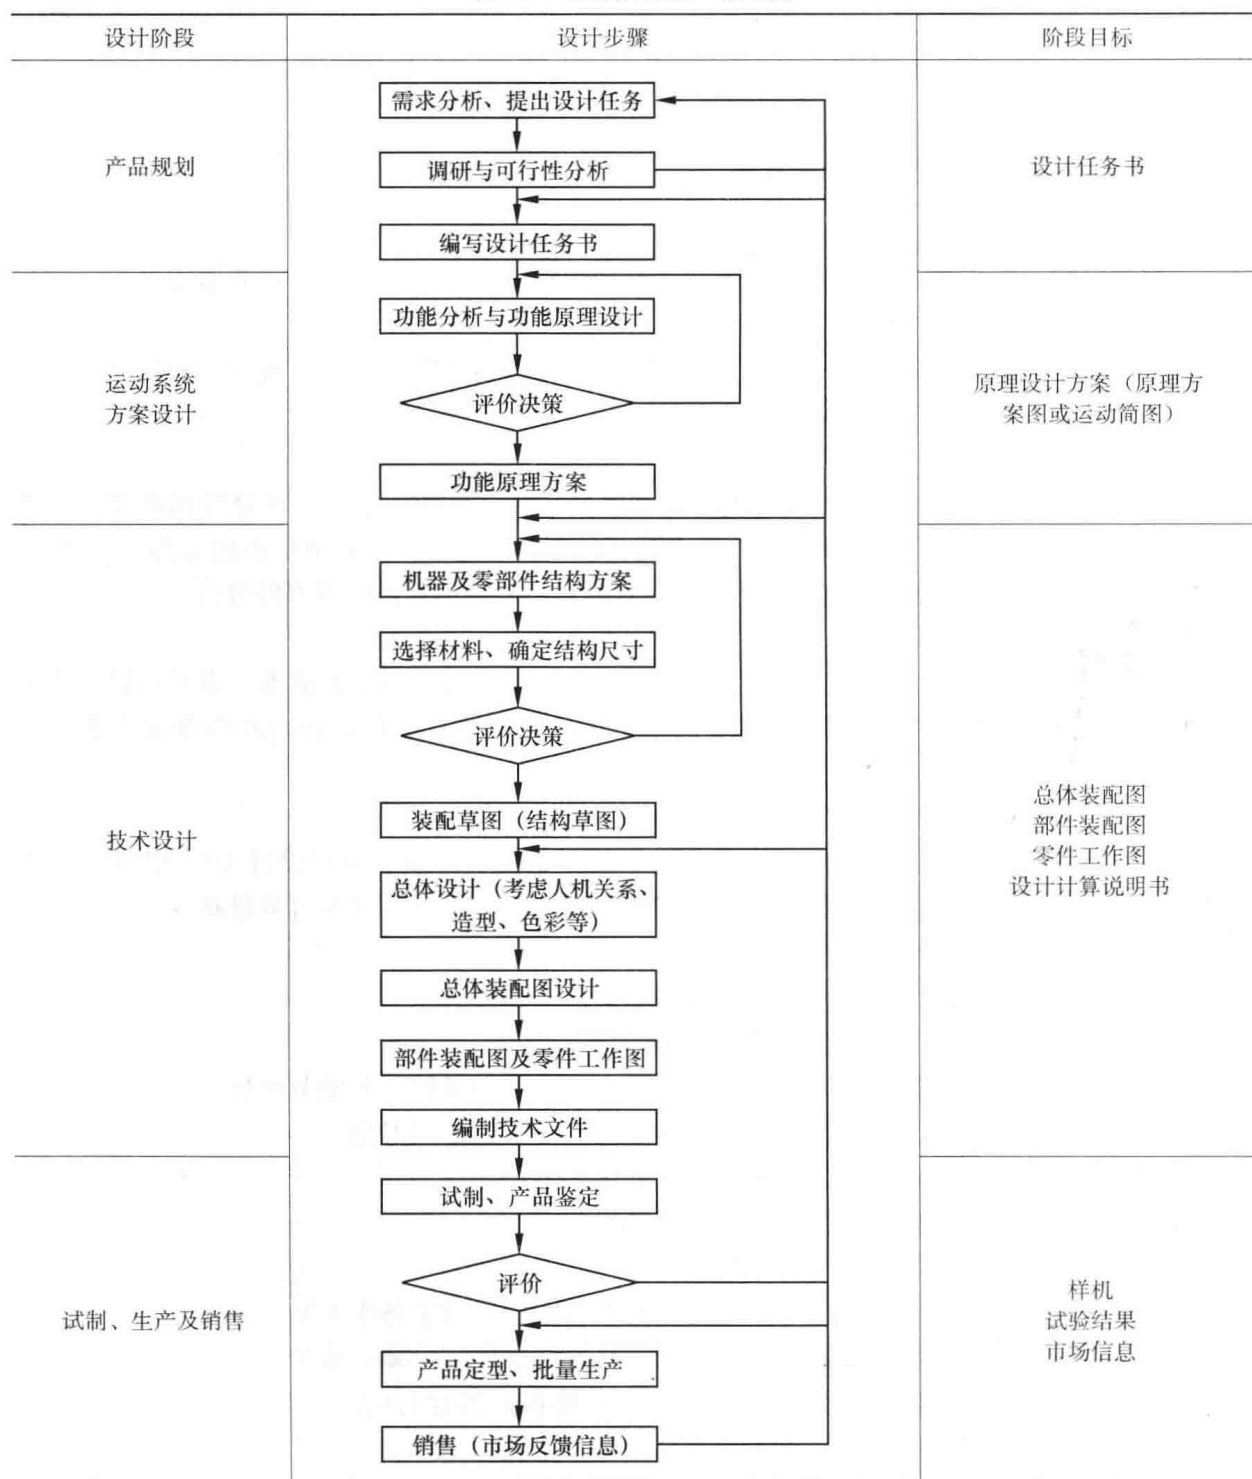 设计阶段
设计步骤
阶段目标
产品规划
需求分析、提出设计任务
调研与可行性分析
编写设计任务书
设计任务书
运动系统
方案设计
功能分析与功能原理设计
评价决策
功能原理方案
原理设计方案（原理方
案图或运动简图）
技术设计
机器及零部件结构方案
选择材料、确定结构尺寸
评价决策
装配草图（结构草图）
总体设计（考虑人机关系、
造型、色彩等）
总体装配图设计
部件装配图及零件工作图
编制技术文件
总体装配图
部件装配图
零件工作图
设计计算说明书
试制、生产及销售
试制、产品鉴定
评价
产品定型、批量生产
销售（市场反馈信息）
样机
试验结果
市场信息